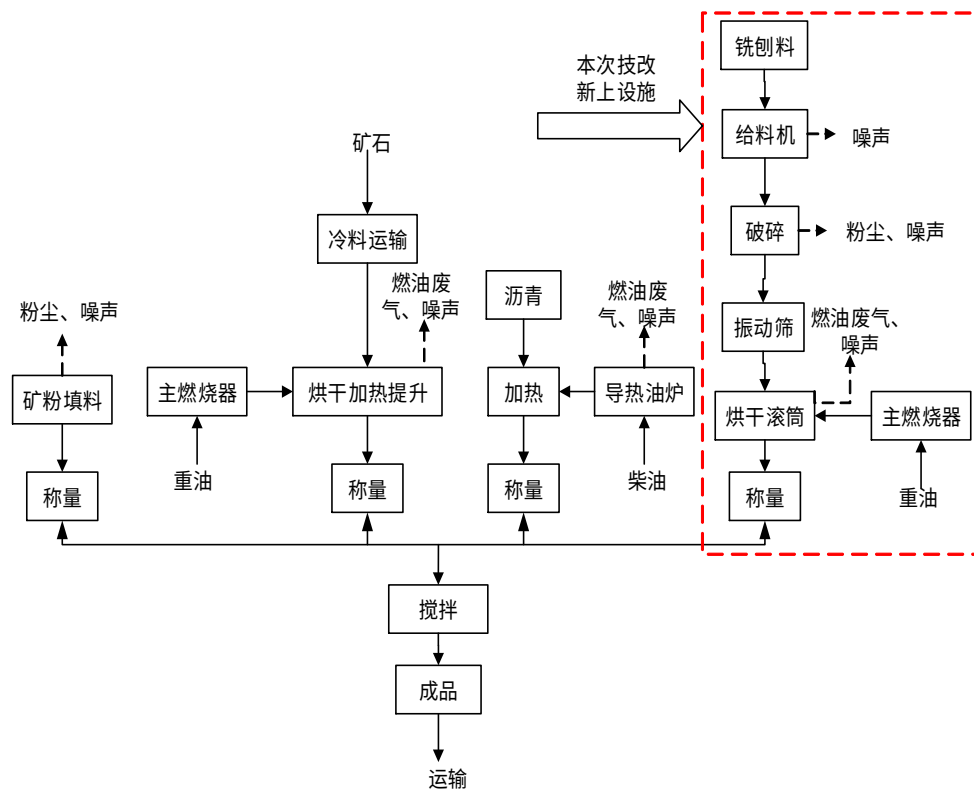 铣刨料
本次技改
新上设施
给料机
噪声
矿石
冷料运输
破碎
粉尘、噪声
粉尘、噪声
燃油废
气、噪声
沥青
燃油废
气、噪声
振动筛
燃油废气、
噪声
矿粉填料
主燃烧器
烘干加热提升
加热
导热油炉
烘干滚筒
主燃烧器
称量
重油
称量
称量
柴油
称量
重油
搅拌
成品
运输